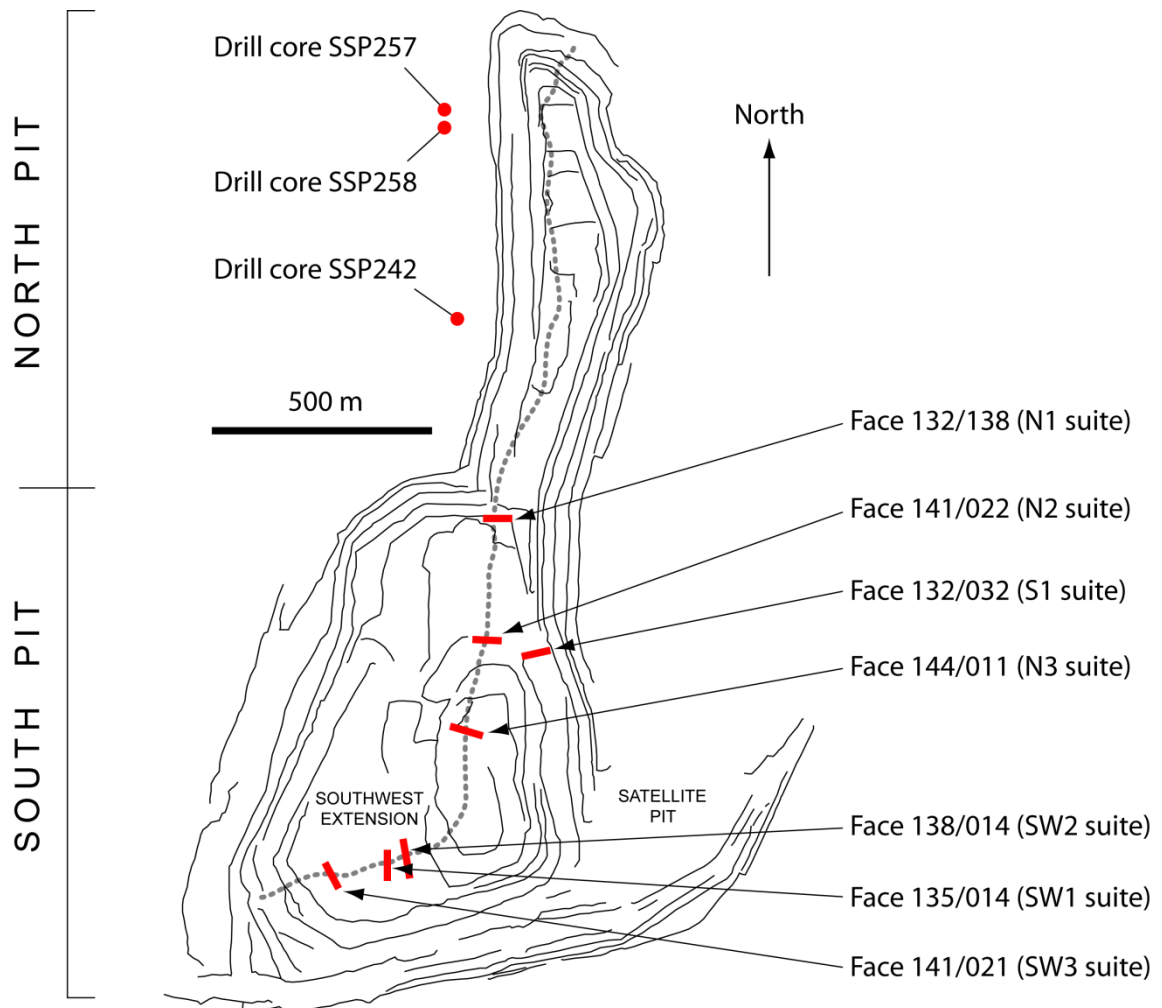 Drill core SSP257
Drill core SSP258
Drill core SSP242
North
500 m
NORTH PIT
SOUTH PIT
Face 132/138 (N1 suite)
Face 141/022 (N2 suite)
Face 132/032 (S1 suite)
Face 144/011 (N3 suite)
SOUTHWEST
EXTENSION
SATELLITE
PIT
Face 138/014 (SW2 suite)
Face 135/014 (SW1 suite)
Face 141/021 (SW3 suite)